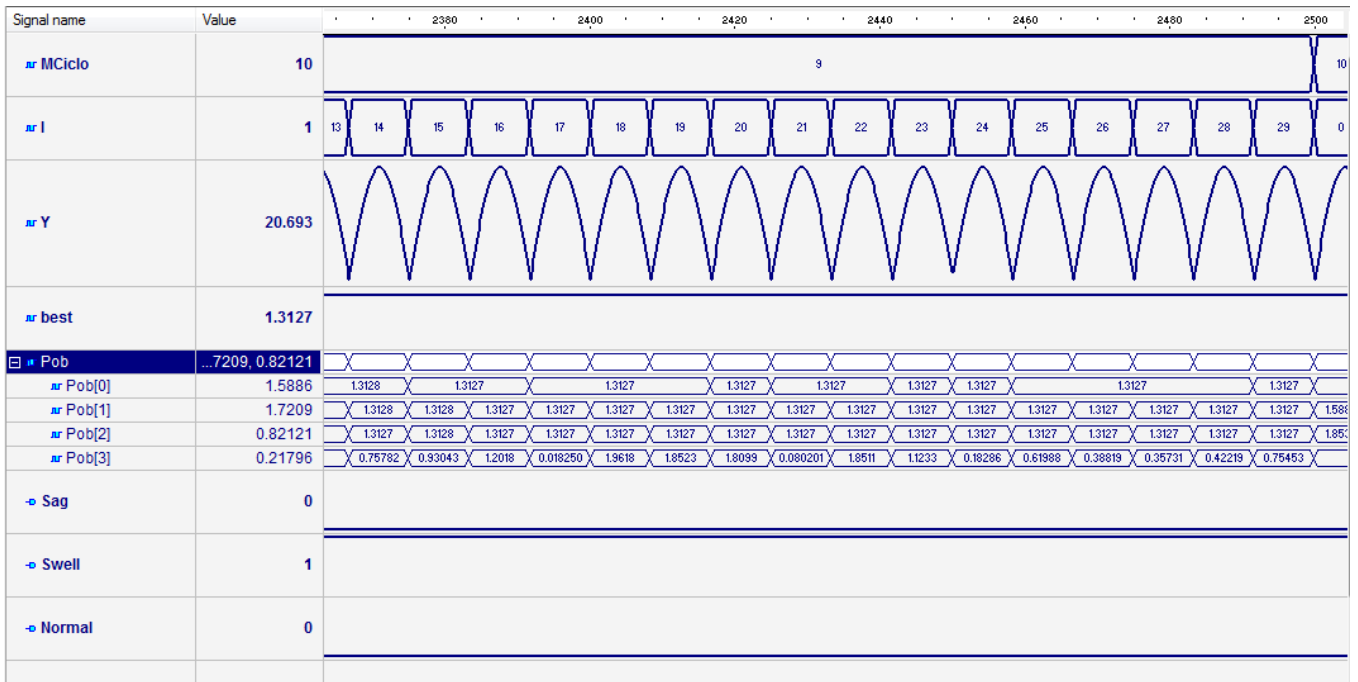 Signal name Value 2380 2400 2420 2440 2460 2480 2500
MCiclo 10 9 10
I 1 13 14 15 16 17 18 19 20 21 22 23 24 25 26 27 28 29 0
Y 20.693
best 1.3127
Pob ...7209, 0.82121
Pob[0] 1.5886 1.3128 1.3127 1.3127 1.3127 1.3127 1.3127 1.3127 1.3127 1.3127
Pob[1] 1.7209 1.3128 1.3128 1.3127 1.3127 1.3127 1.3127 1.3127 1.3127 1.3127 1.3127 1.3127 1.3127 1.3127 1.3127 1.3127 1.3127 1.588
Pob[2] 0.82121 1.3127 1.3128 1.3127 1.3127 1.3127 1.3127 1.3127 1.3127 1.3127 1.3127 1.3127 1.3127 1.3127 1.3127 1.3127 1.3127 1.853
Pob[3] 0.21796 0.75782 0.93043 1.2018 0.018250 1.9618 1.8523 1.8099 0.080201 1.8511 1.1233 0.18286 0.61988 0.38819 0.35731 0.42219 0.75453
Sag 0
Swell 1
Normal 0